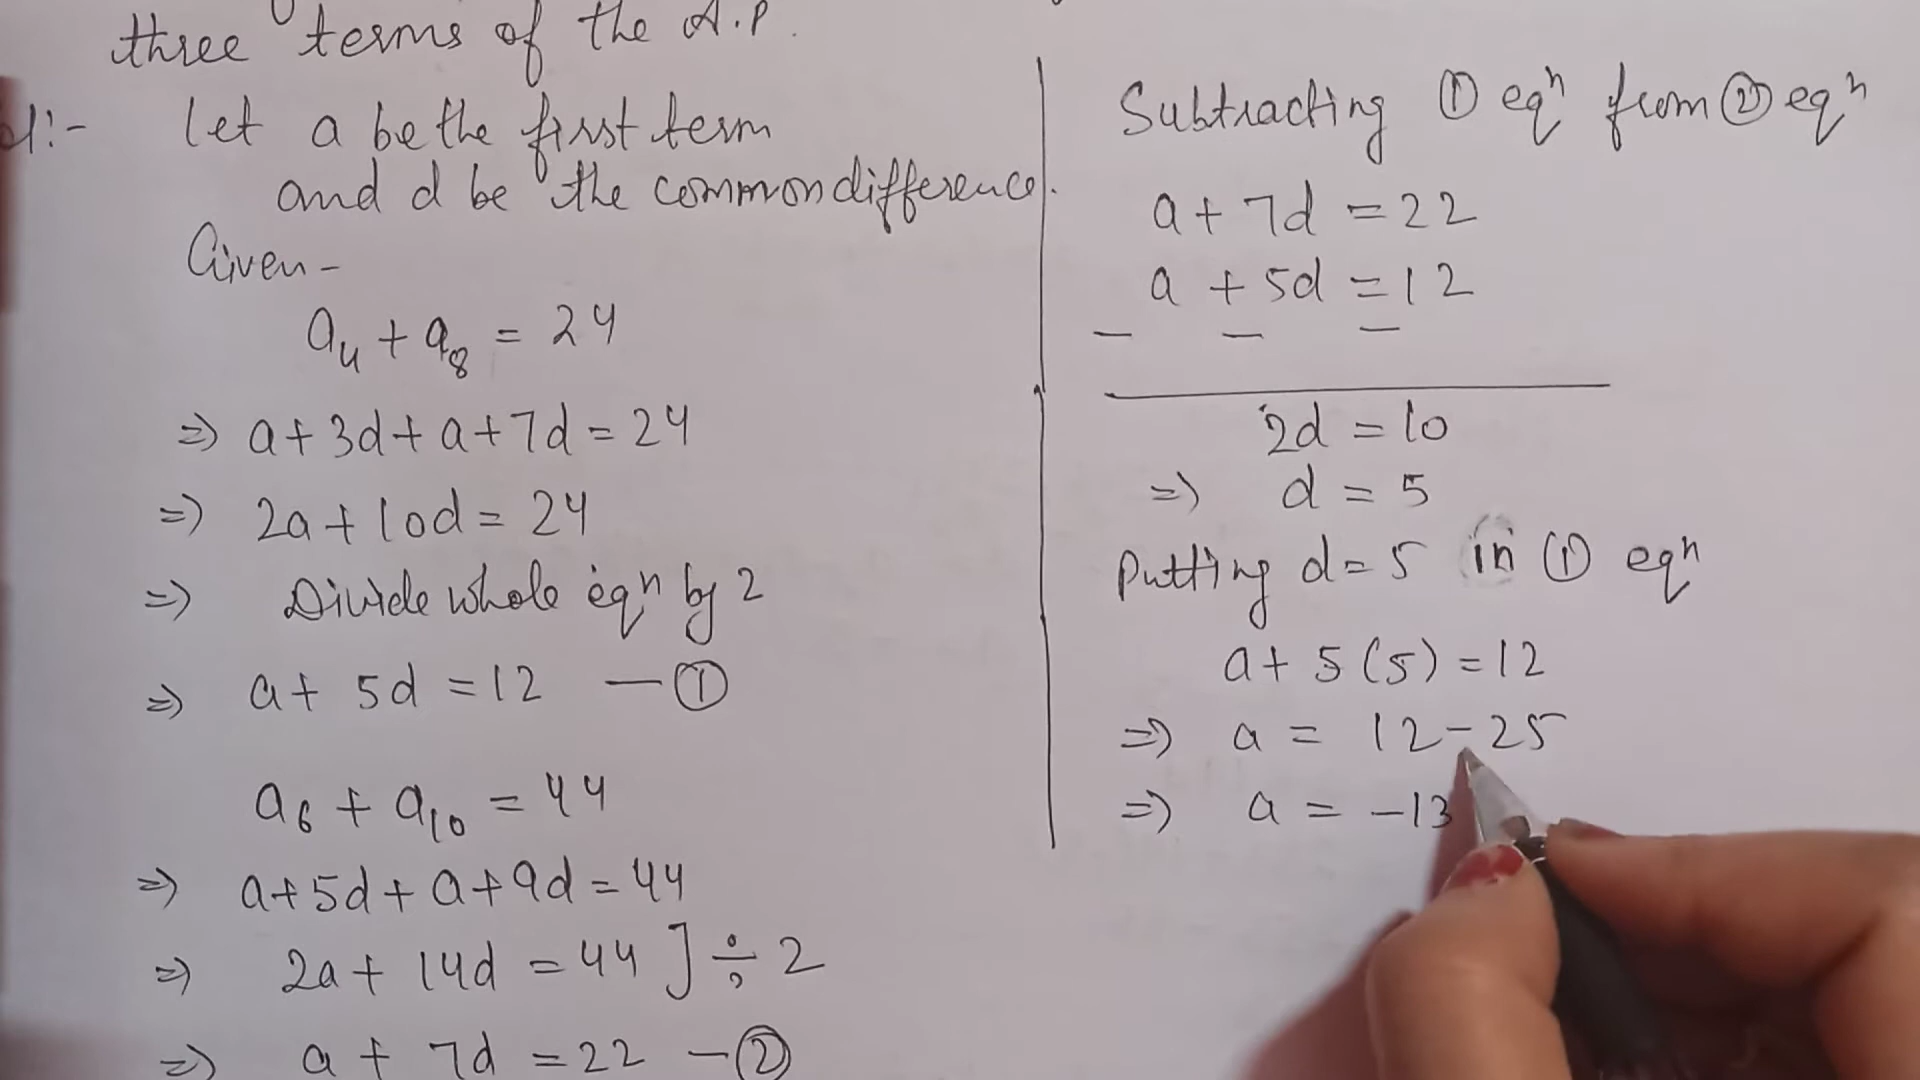 three terms of the A.P.
let a be the first term
and d be the common difference.
Given -
a₄ + a₈ = 24
⇒ a + 3d + a + 7d = 24
⇒ 2a + 10d = 24
⇒ Divide whole eqⁿ by 2
⇒ a + 5d = 12 — ①
a₆ + a₁₀ = 44
⇒ a + 5d + a + 9d = 44
⇒ 2a + 14d = 44 ] ÷ 2
⇒ a + 7d = 22 — ②
Subtracting ① eqⁿ from ② eqⁿ
a + 7d = 22
a + 5d = 12
— — —
2d = 10
⇒ d = 5
Putting d = 5 in ① eqⁿ
a + 5(5) = 12
⇒ a = 12 - 25
⇒ a = -13